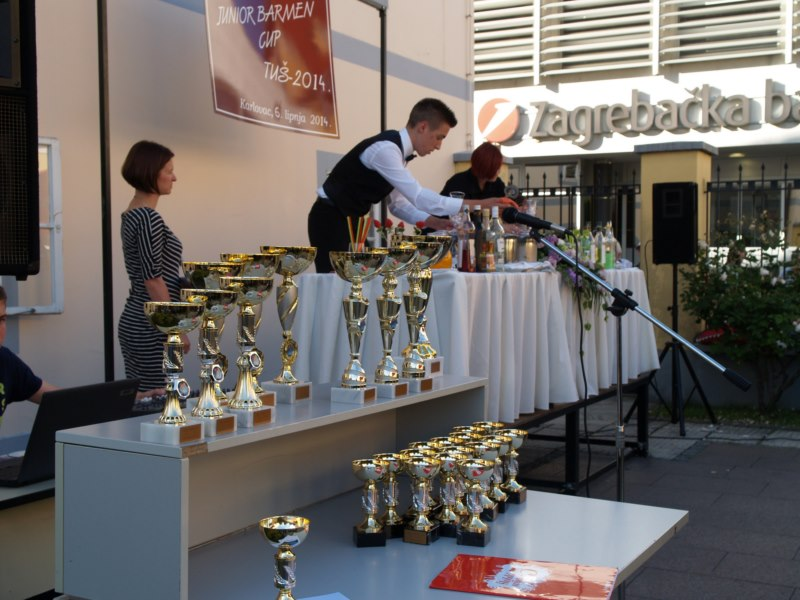 JUNIOR BARMEN
CUP
TUŠ-2014.
Karlovac, 6. lipnja 2014.
Zagrebačka ba